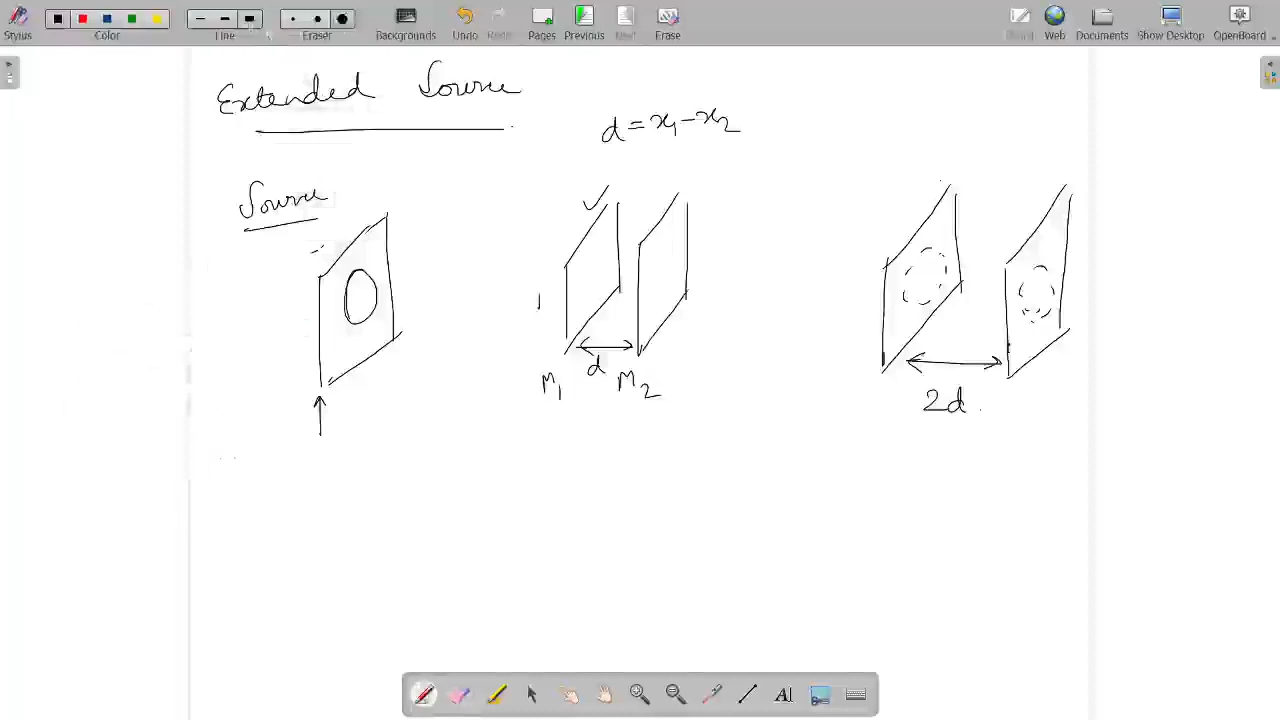 Stylus Color Line Eraser Backgrounds Undo Redo Pages Previous Next Erase Board Web Documents Show Desktop OpenBoard
Extended Source
d = x₁ - x₂
Source
d
M₁ M₂
2d